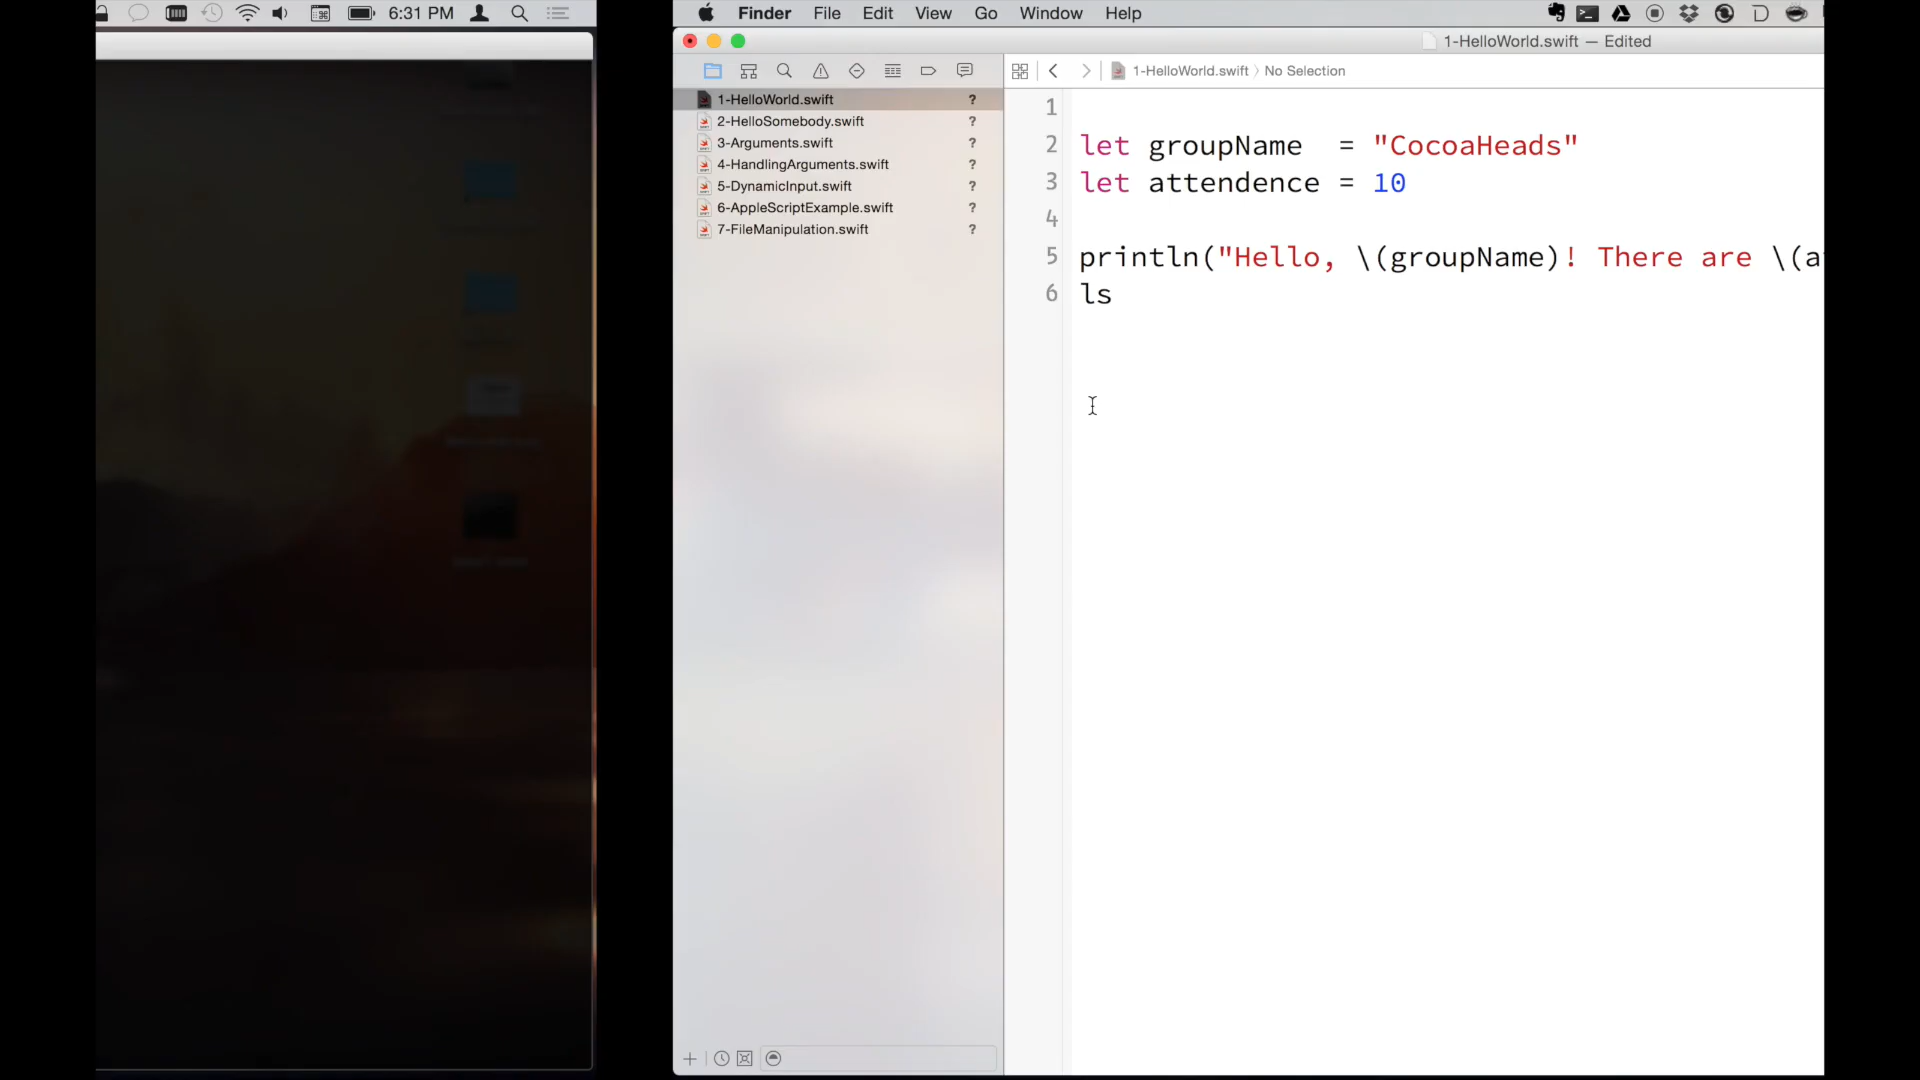 6:31 PM
Finder File Edit View Go Window Help
1-HelloWorld.swift — Edited
1-HelloWorld.swift 〉 No Selection
1-HelloWorld.swift ?
2-HelloSomebody.swift ?
3-Arguments.swift ?
4-HandlingArguments.swift ?
5-DynamicInput.swift ?
6-AppleScriptExample.swift ?
7-FileManipulation.swift ?
1
2 let groupName  = "CocoaHeads"
3 let attendence = 10
4
5 println("Hello, \(groupName)! There are \(a
6 ls